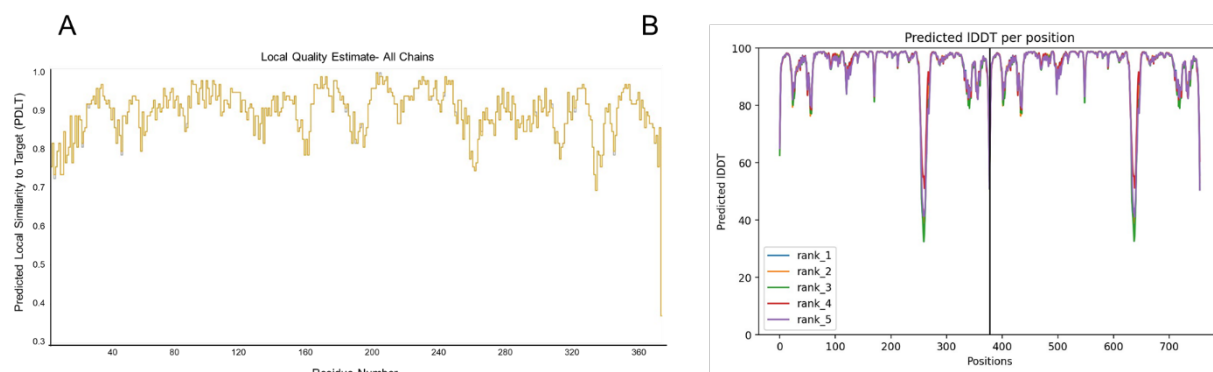 A
Local Quality Estimate- All Chains
Predicted Local Similarity to Target (PDLT)
1.0
0.9
0.8
0.7
0.6
0.5
0.4
0.3
40
80
120
160
200
240
280
320
360
Residue Number
B
Predicted lDDT per position
Predicted lDDT
100
80
60
40
20
0
rank_1
rank_2
rank_3
rank_4
rank_5
0
100
200
300
400
500
600
700
Positions